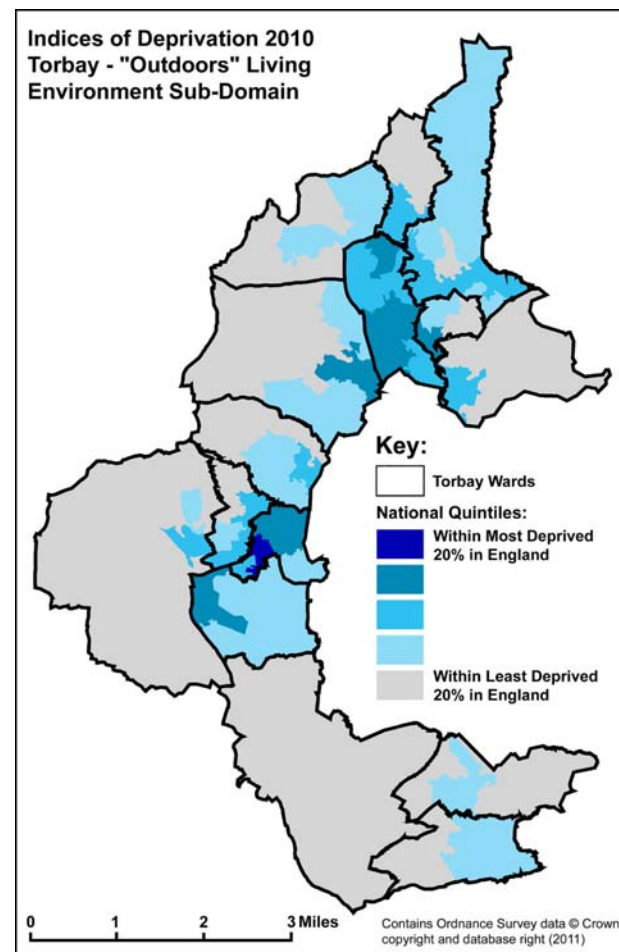 Indices of Deprivation 2010
Torbay - "Outdoors" Living
Environment Sub-Domain
Key:
Torbay Wards
National Quintiles:
Within Most Deprived
20% in England
Within Least Deprived
20% in England
0 1 2 3 Miles
Contains Ordnance Survey data © Crown
copyright and database right (2011)